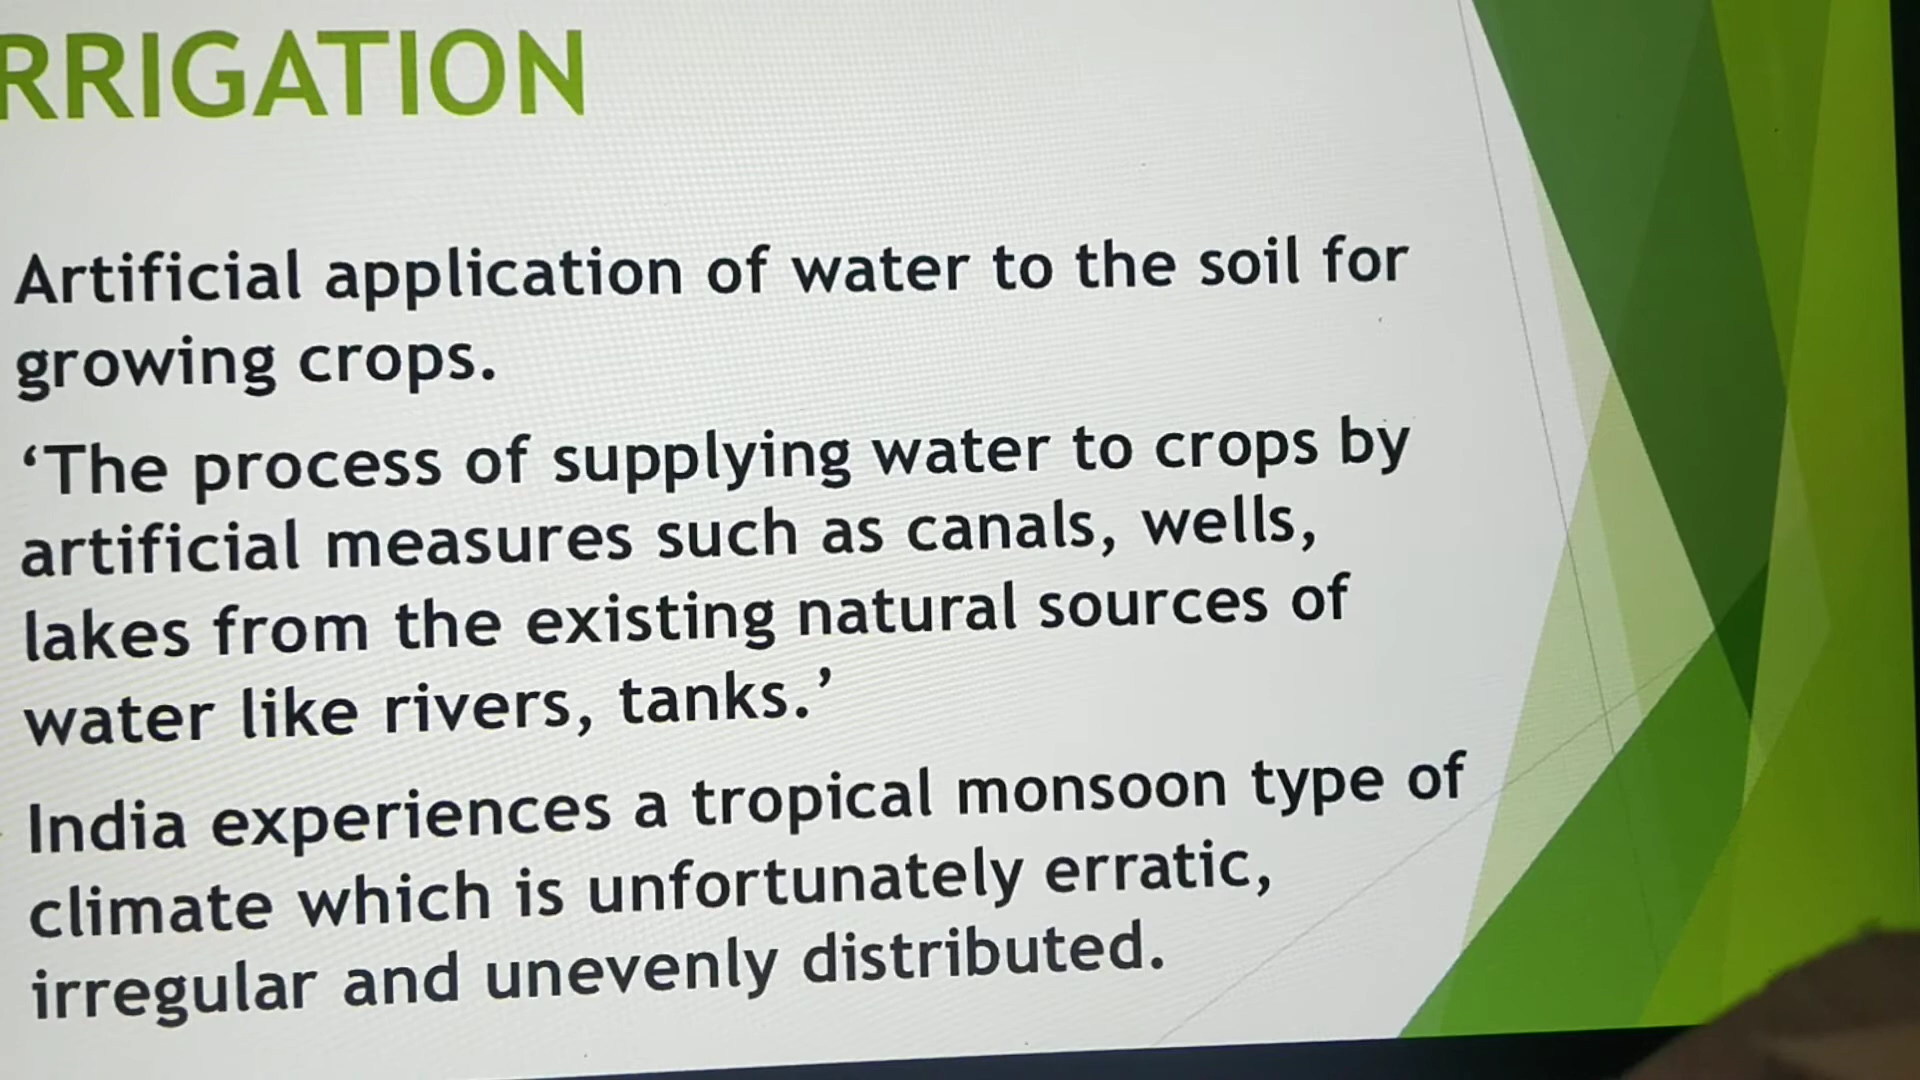 RRIGATION
Artificial application of water to the soil for
growing crops.
‘The process of supplying water to crops by
artificial measures such as canals, wells,
lakes from the existing natural sources of
water like rivers, tanks.’
India experiences a tropical monsoon type of
climate which is unfortunately erratic,
irregular and unevenly distributed.